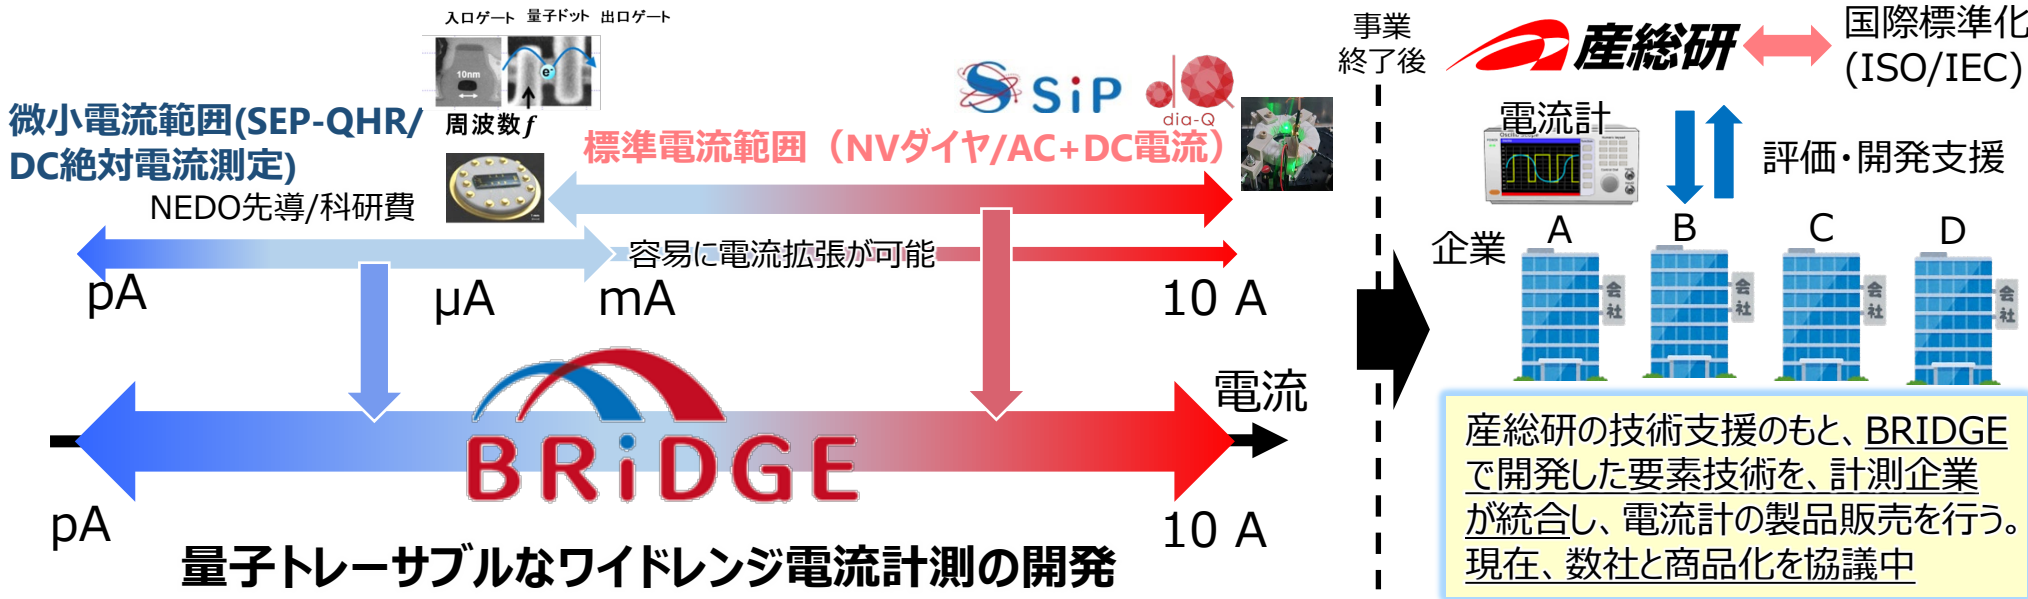 入口ゲート 量子ドット 出口ゲート
10nm
e⁻
周波数f
微小電流範囲(SEP-QHR/
DC絶対電流測定)
NEDO先導/科研費
SiP
dia-Q
標準電流範囲（NVダイヤ/AC+DC電流）
容易に電流拡張が可能
pA
μA
mA
10 A
電流
BRiDGE
pA
10 A
量子トレーサブルなワイドレンジ電流計測の開発
事業
終了後
産総研
国際標準化
(ISO/IEC)
電流計
評価・開発支援
企業
A
B
C
D
会社
会社
会社
会社
産総研の技術支援のもと、BRIDGE
で開発した要素技術を、計測企業
が統合し、電流計の製品販売を行う。
現在、数社と商品化を協議中